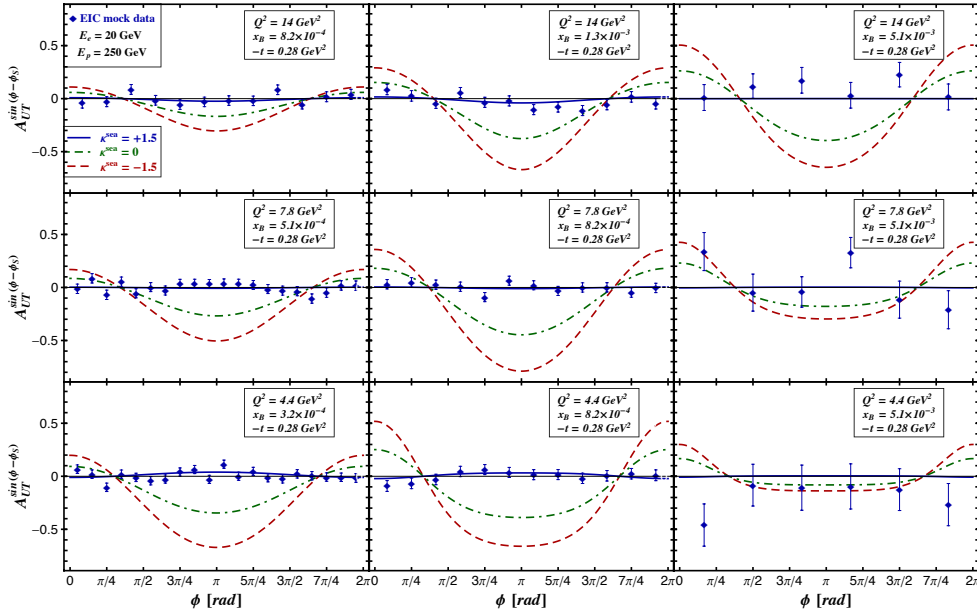 EIC mock data
E_e = 20 GeV
E_p = 250 GeV
κ^sea = +1.5
κ^sea = 0
κ^sea = −1.5
Q² = 14 GeV²
x_B = 8.2×10⁻⁴
−t = 0.28 GeV²
Q² = 14 GeV²
x_B = 1.3×10⁻³
−t = 0.28 GeV²
Q² = 14 GeV²
x_B = 5.1×10⁻³
−t = 0.28 GeV²
A_UT^sin(ϕ−ϕ_S)
0.5
0
−0.5
Q² = 7.8 GeV²
x_B = 5.1×10⁻⁴
−t = 0.28 GeV²
Q² = 7.8 GeV²
x_B = 8.2×10⁻⁴
−t = 0.28 GeV²
Q² = 7.8 GeV²
x_B = 5.1×10⁻³
−t = 0.28 GeV²
A_UT^sin(ϕ−ϕ_S)
0.5
0
−0.5
Q² = 4.4 GeV²
x_B = 3.2×10⁻⁴
−t = 0.28 GeV²
Q² = 4.4 GeV²
x_B = 8.2×10⁻⁴
−t = 0.28 GeV²
Q² = 4.4 GeV²
x_B = 5.1×10⁻³
−t = 0.28 GeV²
A_UT^sin(ϕ−ϕ_S)
0.5
0
−0.5
0 π/4 π/2 3π/4 π 5π/4 3π/2 7π/4 2π 0 π/4 π/2 3π/4 π 5π/4 3π/2 7π/4 2π 0 π/4 π/2 3π/4 π 5π/4 3π/2 7π/4 2π
ϕ [rad] ϕ [rad] ϕ [rad]